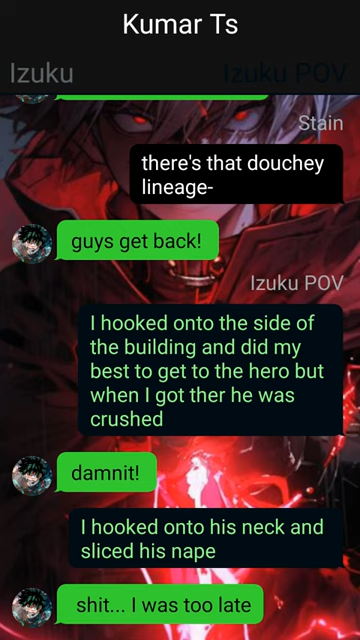 Kumar Ts
Izuku
Izuku POV
Stain
there's that douchey
lineage-
guys get back!
Izuku POV
I hooked onto the side of
the building and did my
best to get to the hero but
when I got ther he was
crushed
damnit!
I hooked onto his neck and
sliced his nape
shit... I was too late